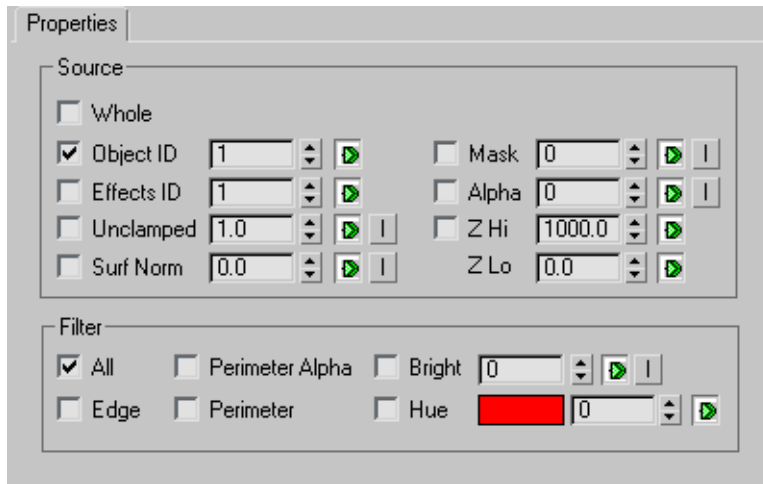 Properties
Source
Whole
Object ID 1 Mask 0 I
Effects ID 1 Alpha 0 I
Unclamped 1.0 I Z Hi 1000.0
Surf Norm 0.0 I Z Lo 0.0
Filter
All Perimeter Alpha Bright 0 I
Edge Perimeter Hue 0